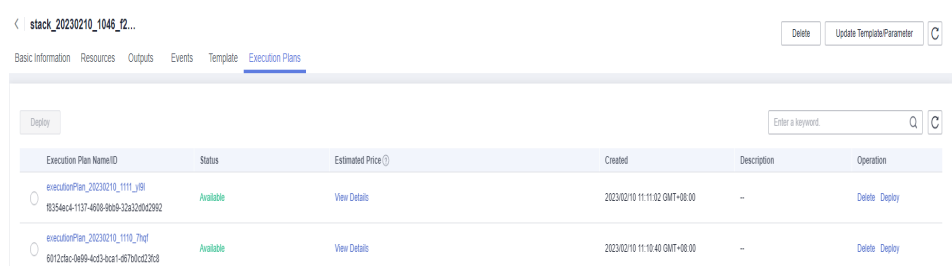 stack_20230210_1046_f2...
Delete Update Template/Parameter
Basic Information Resources Outputs Events Template Execution Plans
Deploy Enter a keyword.
Execution Plan Name/ID Status Estimated Price Created Description Operation
executionPlan_20230210_1111_yl9l Available View Details 2023/02/10 11:11:02 GMT+08:00 -- Delete Deploy
f8354ec4-1137-4608-9bb9-32a32d0d2992
executionPlan_20230210_1110_7hqf Available View Details 2023/02/10 11:10:40 GMT+08:00 -- Delete Deploy
6012cfac-0e99-4cd3-bca1-d67b0cd23fc8